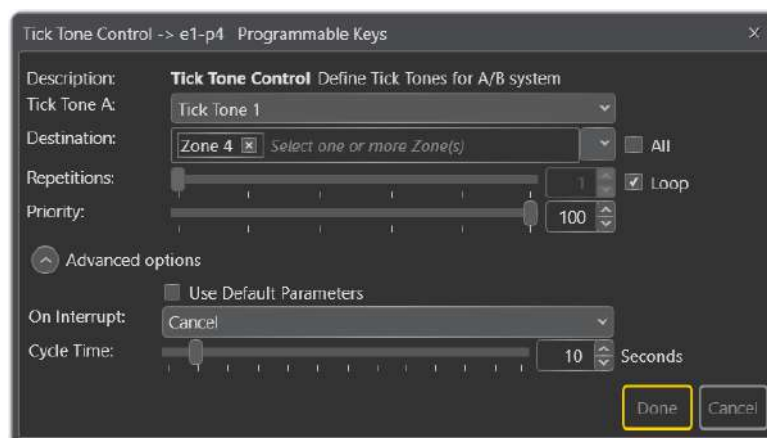 Tick Tone Control -> e1-p4 Programmable Keys
Description: Tick Tone Control Define Tick Tones for A/B system
Tick Tone A: Tick Tone 1
Destination: Zone 4 Select one or more Zone(s) All
Repetitions: 1 Loop
Priority: 100
Advanced options
Use Default Parameters
On Interrupt: Cancel
Cycle Time: 10 Seconds
Done Cancel